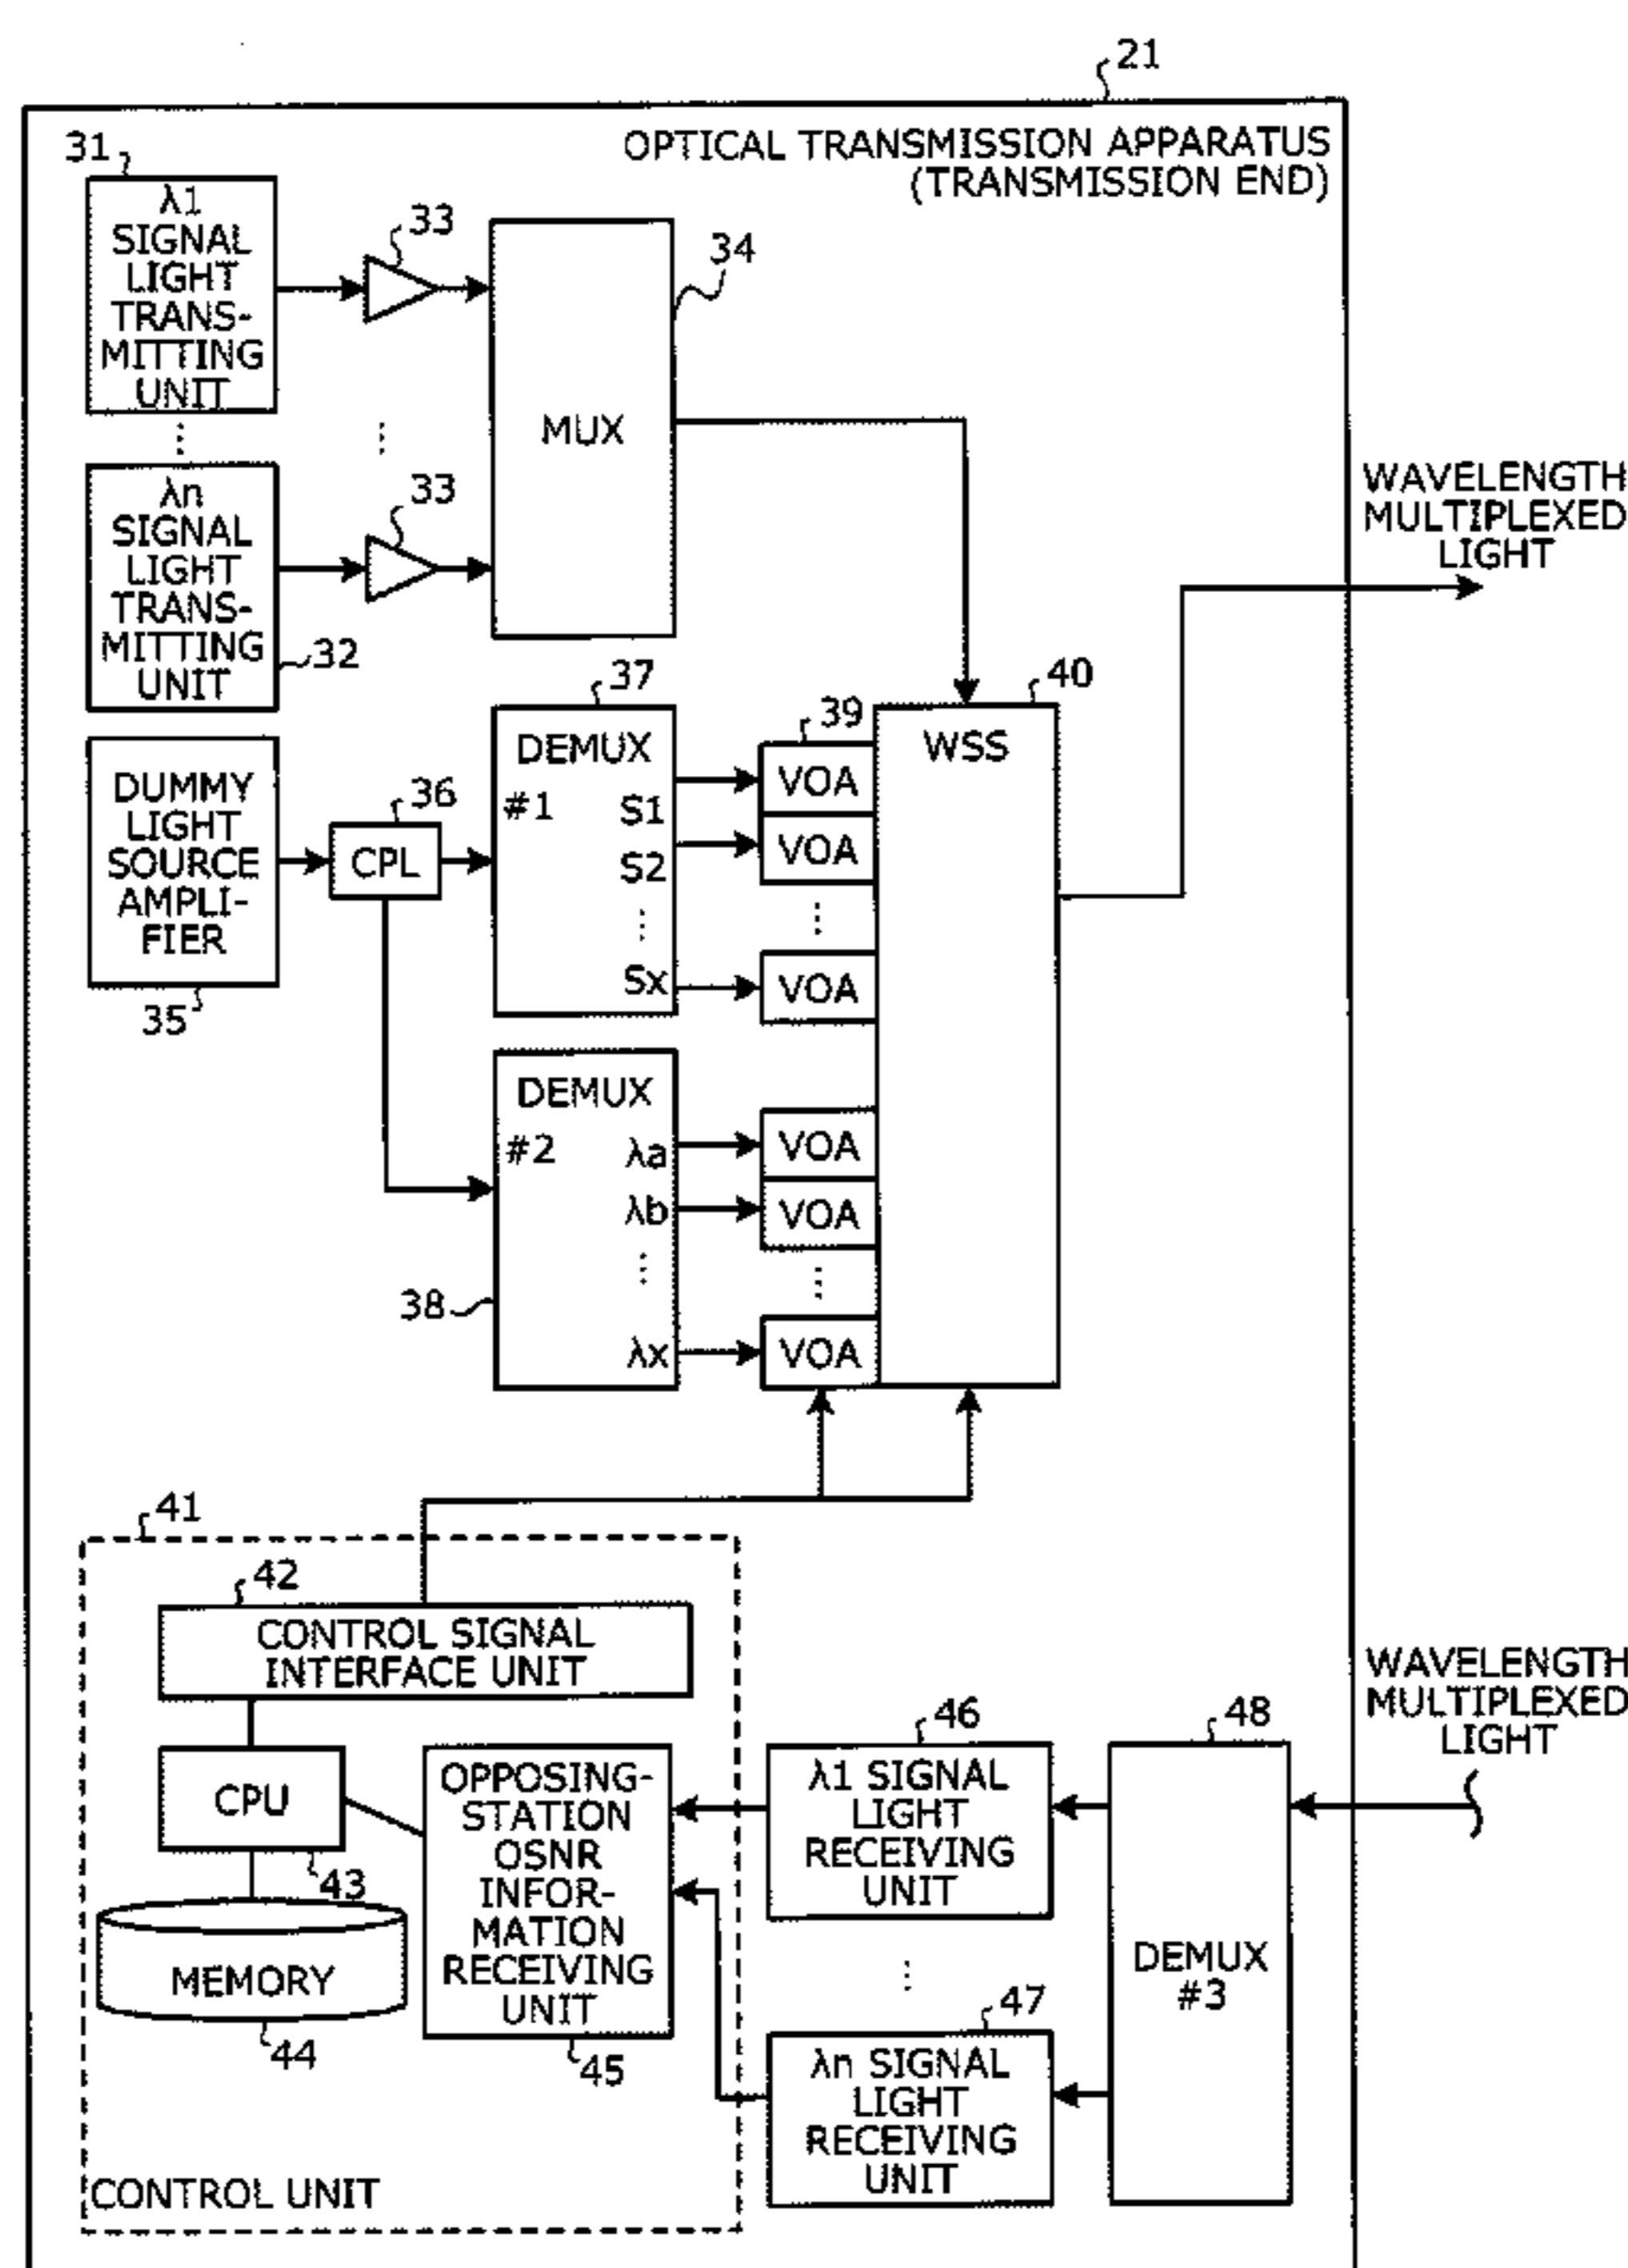 21
OPTICAL TRANSMISSION APPARATUS
(TRANSMISSION END)
31
λ1
SIGNAL
LIGHT
TRANS-
MITTING
UNIT
33
34
MUX
λn
SIGNAL
LIGHT
TRANS-
MITTING
UNIT
32
33
WAVELENGTH
MULTIPLEXED
LIGHT
DUMMY
LIGHT
SOURCE
AMPLI-
FIER
35
36
CPL
37
DEMUX
#1
S1
S2
Sx
39
VOA
VOA
VOA
40
WSS
DEMUX
#2
λa
λb
λx
38
VOA
VOA
VOA
41
42
CONTROL SIGNAL
INTERFACE UNIT
CPU
43
MEMORY
44
OPPOSING-
STATION
OSNR
INFOR-
MATION
RECEIVING
UNIT
45
CONTROL UNIT
46
λ1 SIGNAL
LIGHT
RECEIVING
UNIT
47
λn SIGNAL
LIGHT
RECEIVING
UNIT
48
DEMUX
#3
WAVELENGTH
MULTIPLEXED
LIGHT